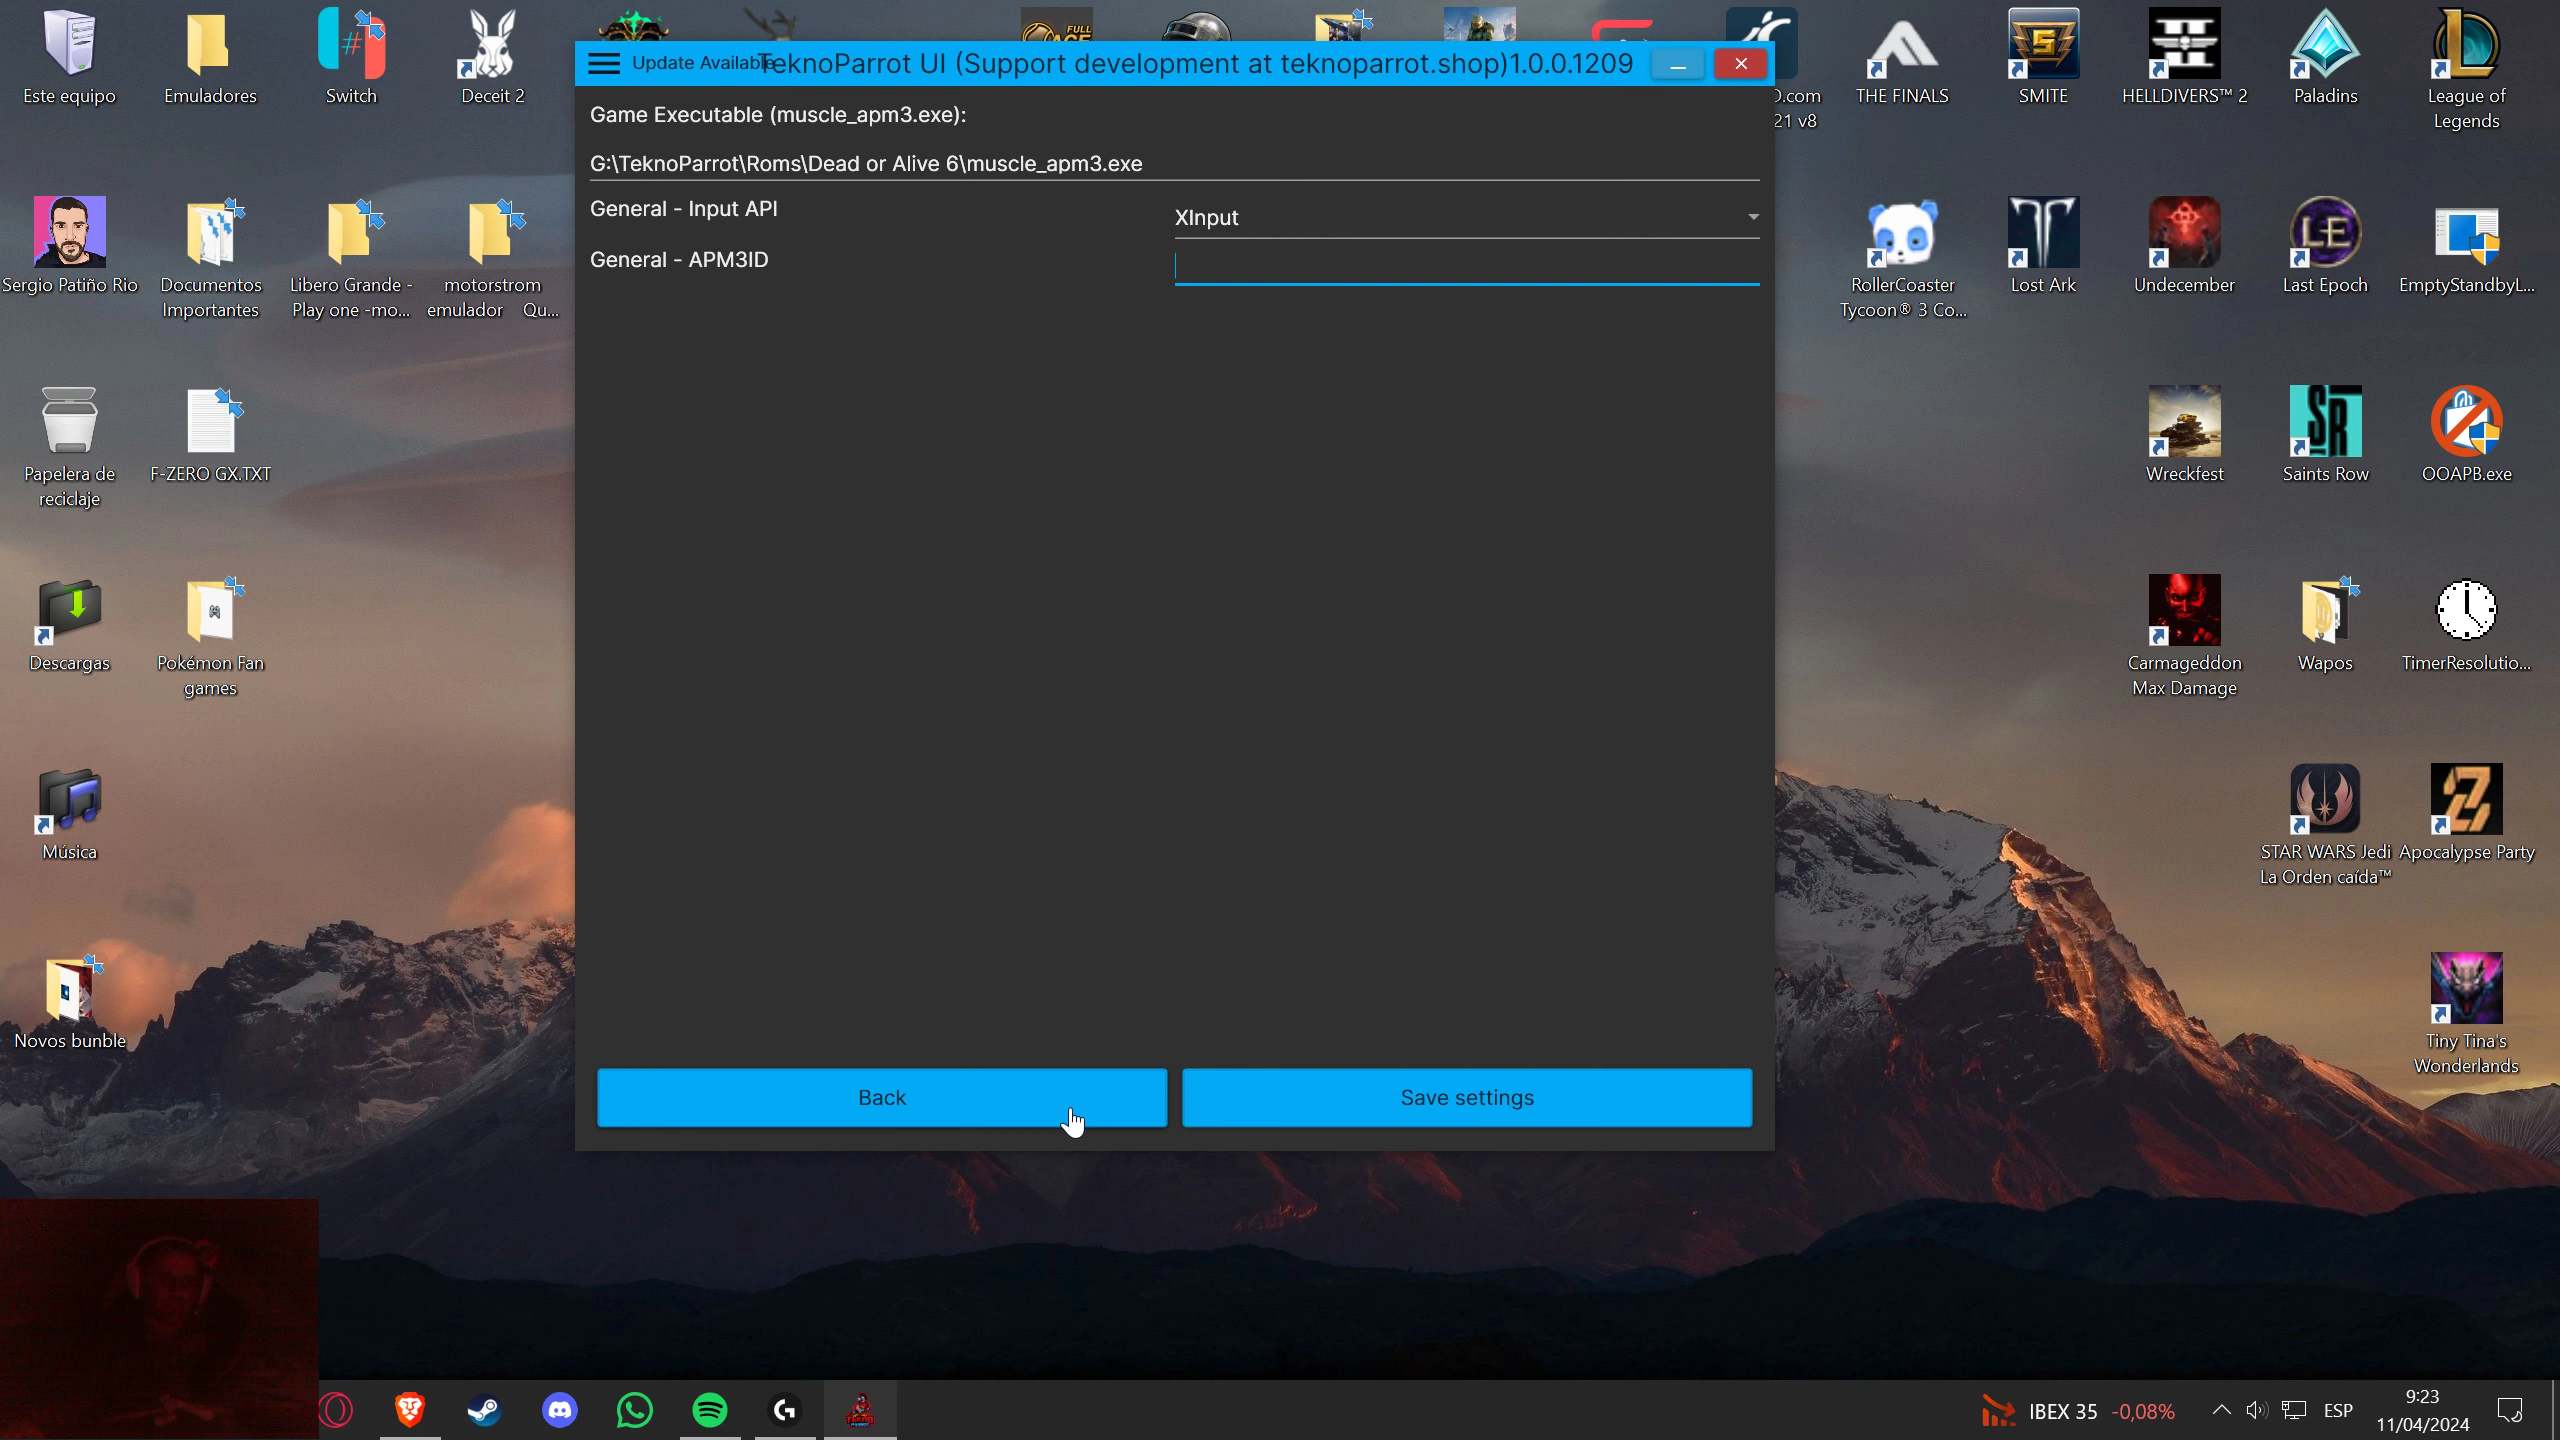 Update Available
TeknoParrot UI (Support development at teknoparrot.shop)1.0.0.1209
Game Executable (muscle_apm3.exe):
G:\TeknoParrot\Roms\Dead or Alive 6\muscle_apm3.exe
General - Input API
XInput
General - APM3ID
Back
Save settings
Este equipo
Emuladores
Switch
Deceit 2
FULL
D.com
21 v8
THE FINALS
SMITE
HELLDIVERS™ 2
Paladins
League of
Legends
Sergio Patiño Rio
Documentos
Importantes
Libero Grande -
Play one -mo...
motorstrom
emulador Qu...
RollerCoaster
Tycoon® 3 Co...
Lost Ark
LE
Undecember
Last Epoch
EmptyStandbyL...
Papelera de
reciclaje
F-ZERO GX.TXT
Wreckfest
SR
Saints Row
OOAPB.exe
Descargas
Pokémon Fan
games
Carmageddon
Max Damage
Wapos
TimerResolutio...
Música
STAR WARS Jedi
La Orden caída™
Apocalypse Party
Novos bunble
Tiny Tina's
Wonderlands
IBEX 35 -0,08%
ESP
9:23
11/04/2024